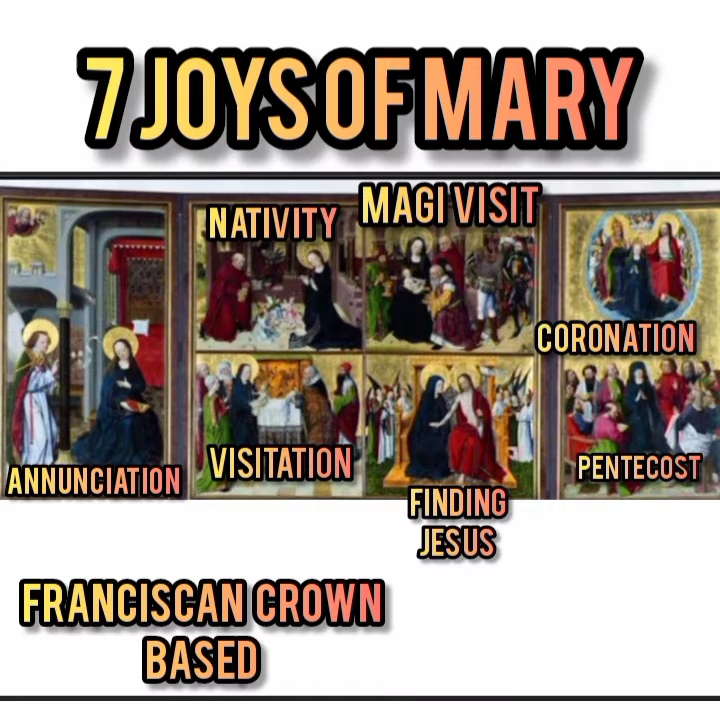 7 JOYS OF MARY
NATIVITY
MAGI VISIT
CORONATION
ANNUNCIATION
VISITATION
PENTECOST
FINDING
JESUS
FRANCISCAN CROWN
BASED